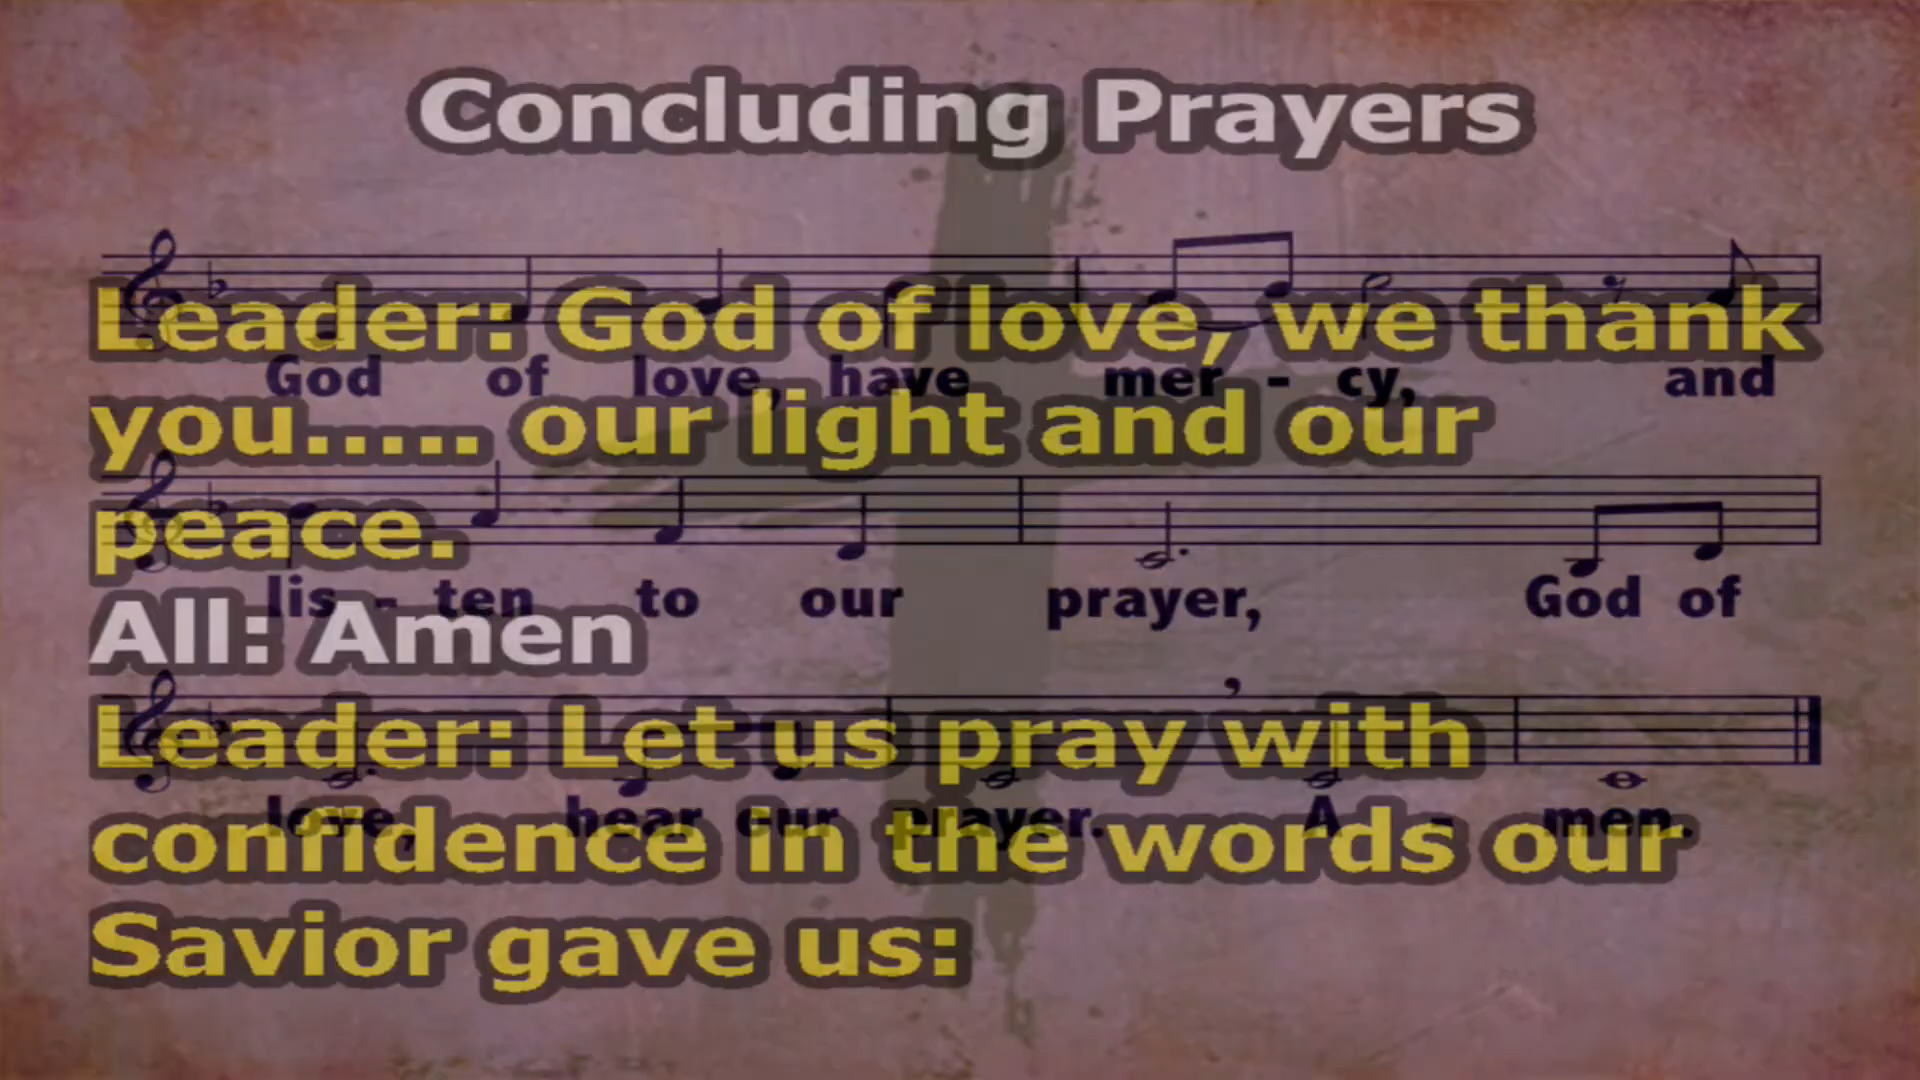 Concluding Prayers
Leader: God of love, we thank
you..... our light and our
peace.
All: Amen
Leader: Let us pray with
confidence in the words our
Savior gave us:
God of love, have mer - cy, and
lis - ten to our prayer, God of
love, hear our prayer. A - men.